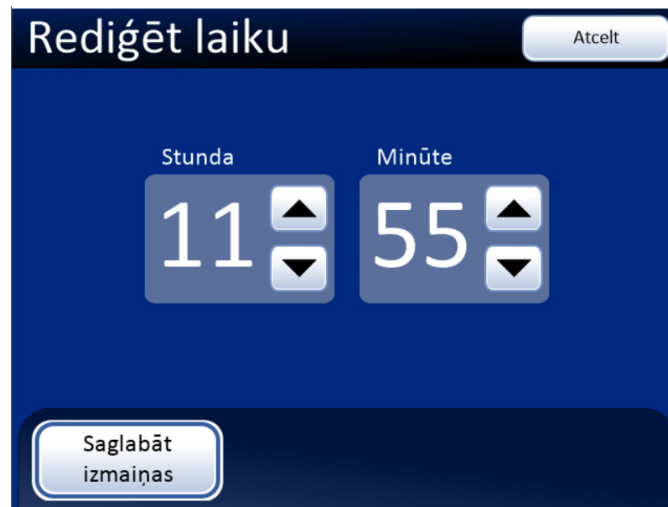 Rediģēt laiku
Atcelt
Stunda
Minūte
11
55
Saglabāt
izmaiņas